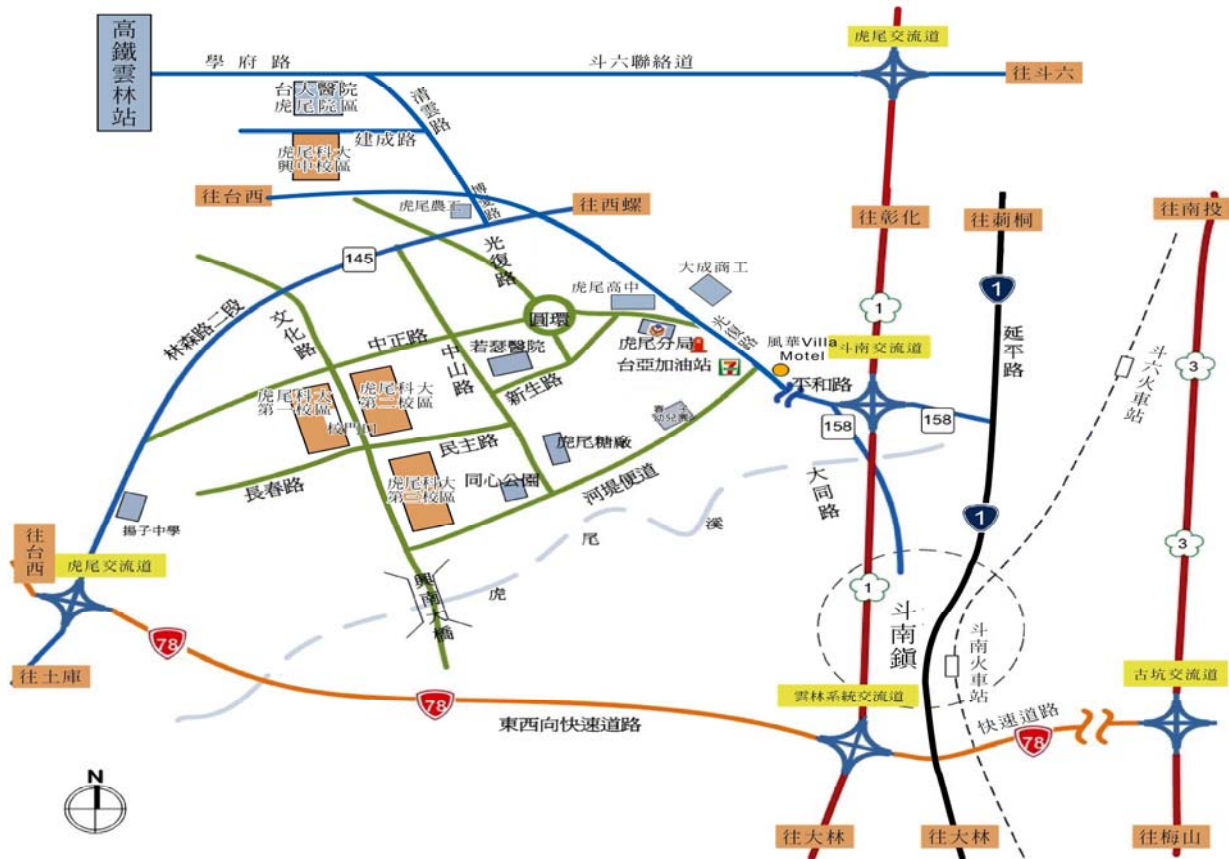 高鐵雲林站
學府路
斗六聯絡道
虎尾交流道
往斗六
台大醫院
虎尾院區
清雲路
建成路
虎尾科大
興中校區
往台西
虎尾農工
博愛路
往西螺
往彰化
往莿桐
往南投
145
光復路
大成商工
虎尾高中
1
1
延平路
斗六火車站
3
林森路二段
文化路
中正路
中山路
圓環
若瑟醫院
新生路
虎尾分局
台亞加油站
7
ELEVEn
光復路
風華Villa
Motel
斗南交流道
平和路
158
158
虎尾科大
第一校區
校門口
虎尾科大
第二校區
民主路
虎尾糖廠
幼兒園
長春路
虎尾科大
第三校區
同心公園
河堤便道
大同路
揚子中學
虎
尾
溪
1
1
3
往台西
虎尾交流道
興南大橋
往土庫
78
78
東西向快速道路
斗南鎮
斗南火車站
雲林系統交流道
快速道路
78
古坑交流道
N
往大林
往大林
往梅山